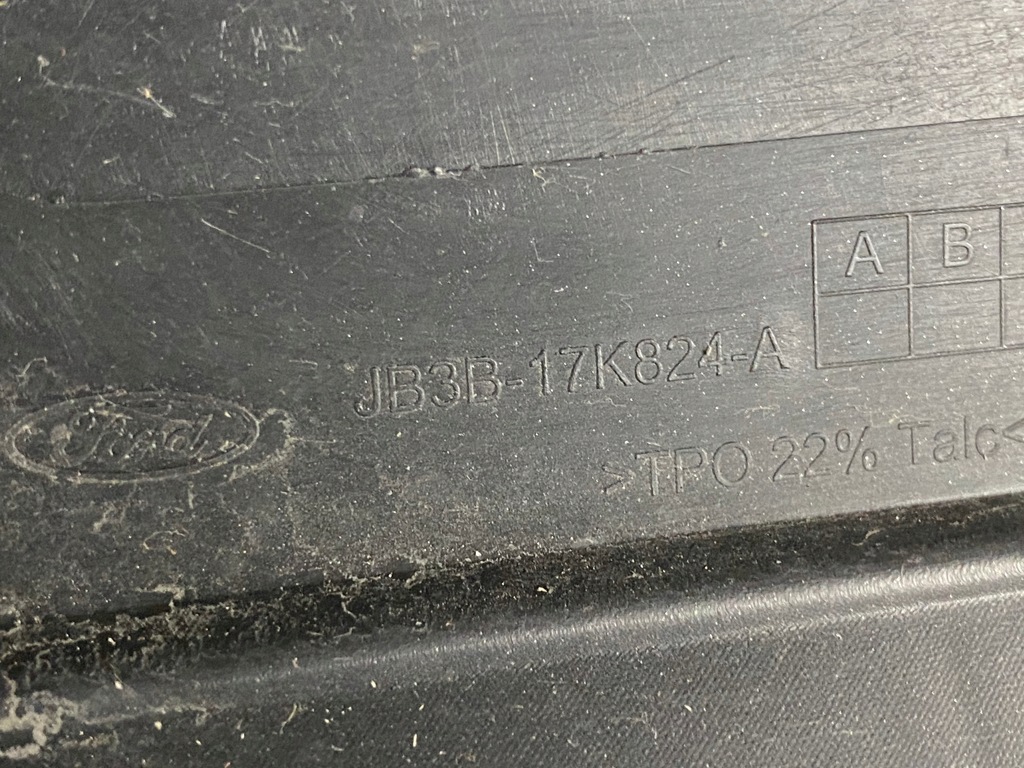 A B
JB3B-17K824-A
Ford
>TPO 22% Talc<